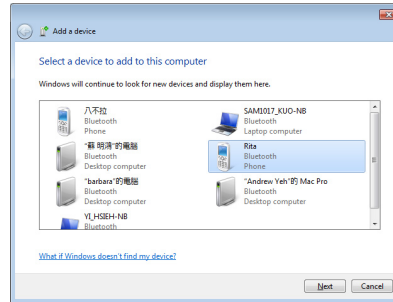 Add a device
Select a device to add to this computer
Windows will continue to look for new devices and display them here.
八不拉
Bluetooth
Phone
SAM1017_KUO-NB
Bluetooth
Laptop computer
"蘇 明鴻"的電腦
Bluetooth
Desktop computer
Rita
Bluetooth
Phone
"barbara"的電腦
Bluetooth
Desktop computer
"Andrew Yeh"的 Mac Pro
Bluetooth
Desktop computer
YI_HSIEH-NB
Bluetooth
What if Windows doesn't find my device?
Next
Cancel